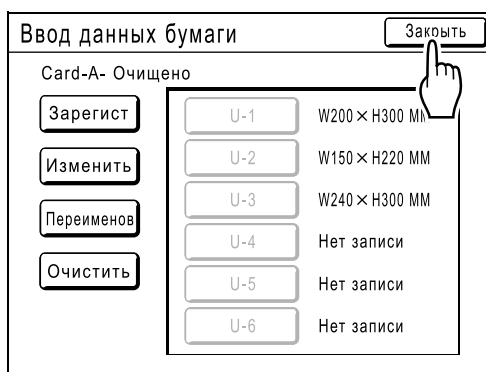 Ввод данных бумаги Закрыть
Card-A- Очищено
Зарегист
Изменить
Переименов
Очистить
U-1 W200×H300 MM
U-2 W150×H220 MM
U-3 W240×H300 MM
U-4 Нет записи
U-5 Нет записи
U-6 Нет записи